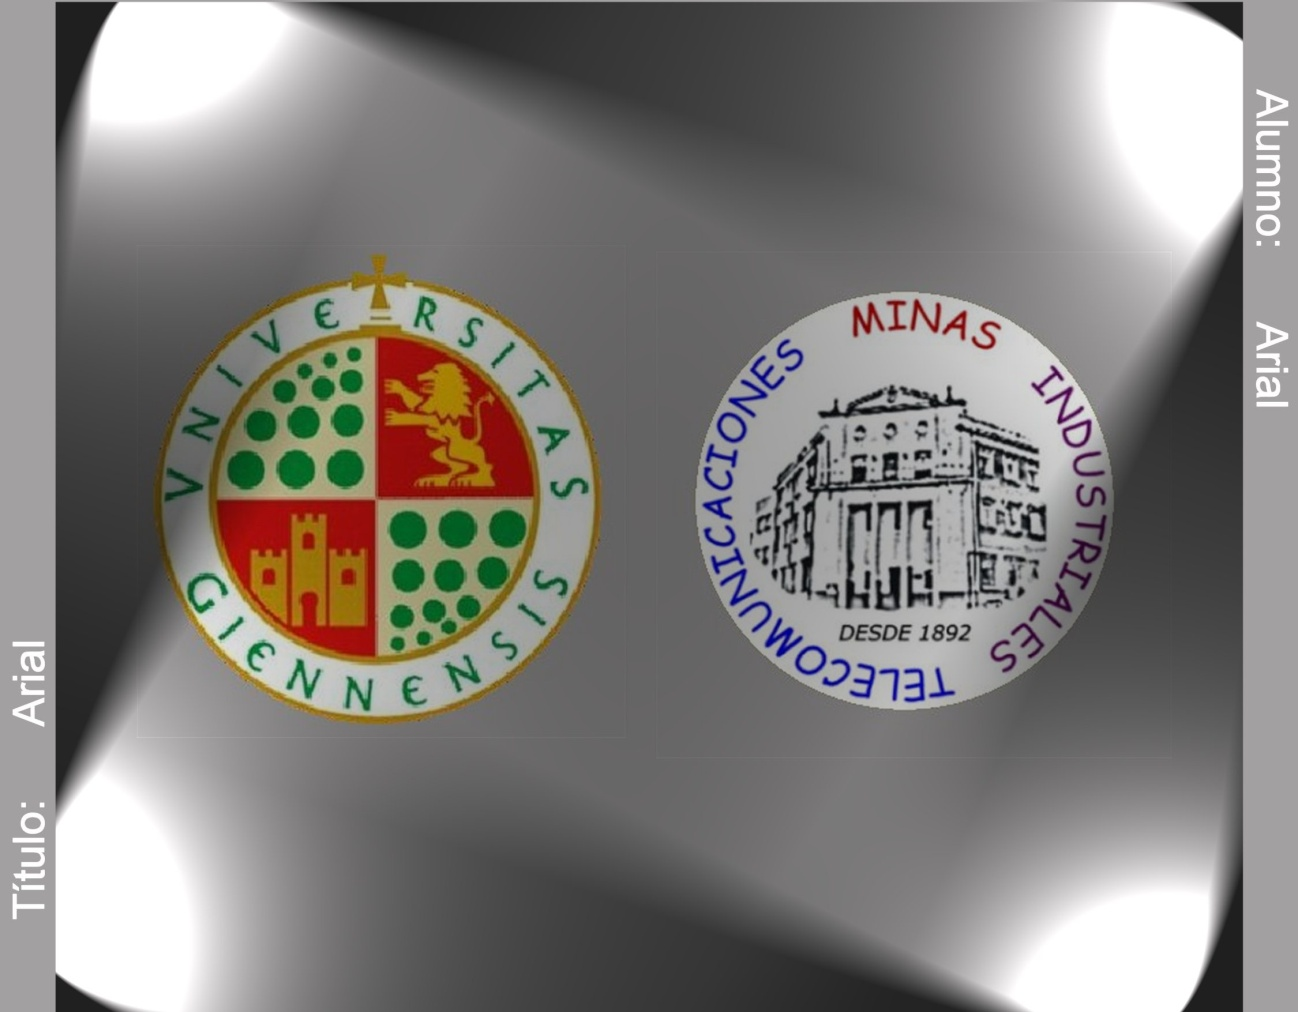 Título: Arial
VNIVERSITAS
GIENNENSIS
MINAS
INDUSTRIALES
TELECOMUNICACIONES
DESDE 1892
Alumno: Arial